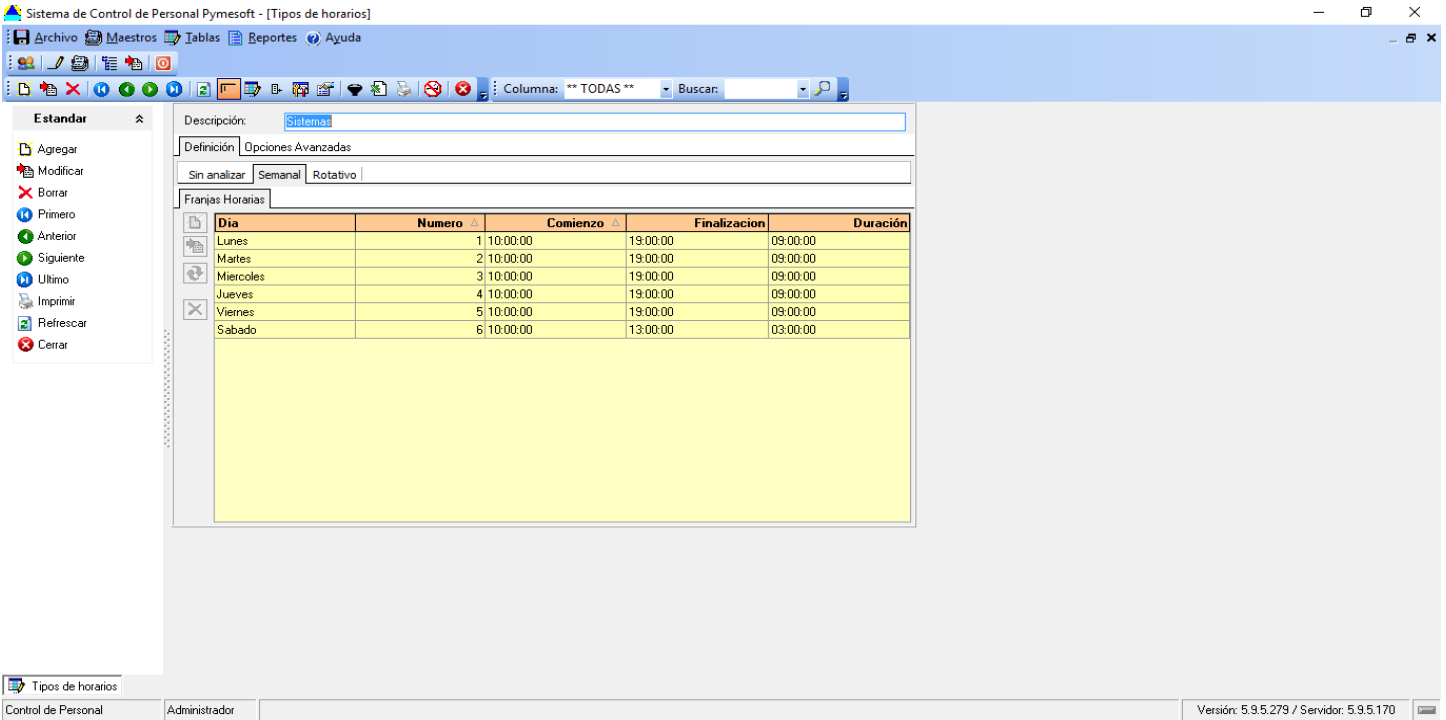 Sistema de Control de Personal Pymesoft - [Tipos de horarios]
Archivo Maestros Tablas Reportes Ayuda
Columna: ** TODAS ** Buscar:
Estandar
Agregar
Modificar
Borrar
Primero
Anterior
Siguiente
Ultimo
Imprimir
Refrescar
Cerrar
Descripción: Sistemas
Definición Opciones Avanzadas
Sin analizar Semanal Rotativo
Franjas Horarias
Dia Numero Comienzo Finalizacion Duración
Lunes 1 10:00:00 19:00:00 09:00:00
Martes 2 10:00:00 19:00:00 09:00:00
Miercoles 3 10:00:00 19:00:00 09:00:00
Jueves 4 10:00:00 19:00:00 09:00:00
Viernes 5 10:00:00 19:00:00 09:00:00
Sabado 6 10:00:00 13:00:00 03:00:00
Tipos de horarios
Control de Personal Administrador Versión: 5.9.5.279 / Servidor: 5.9.5.170